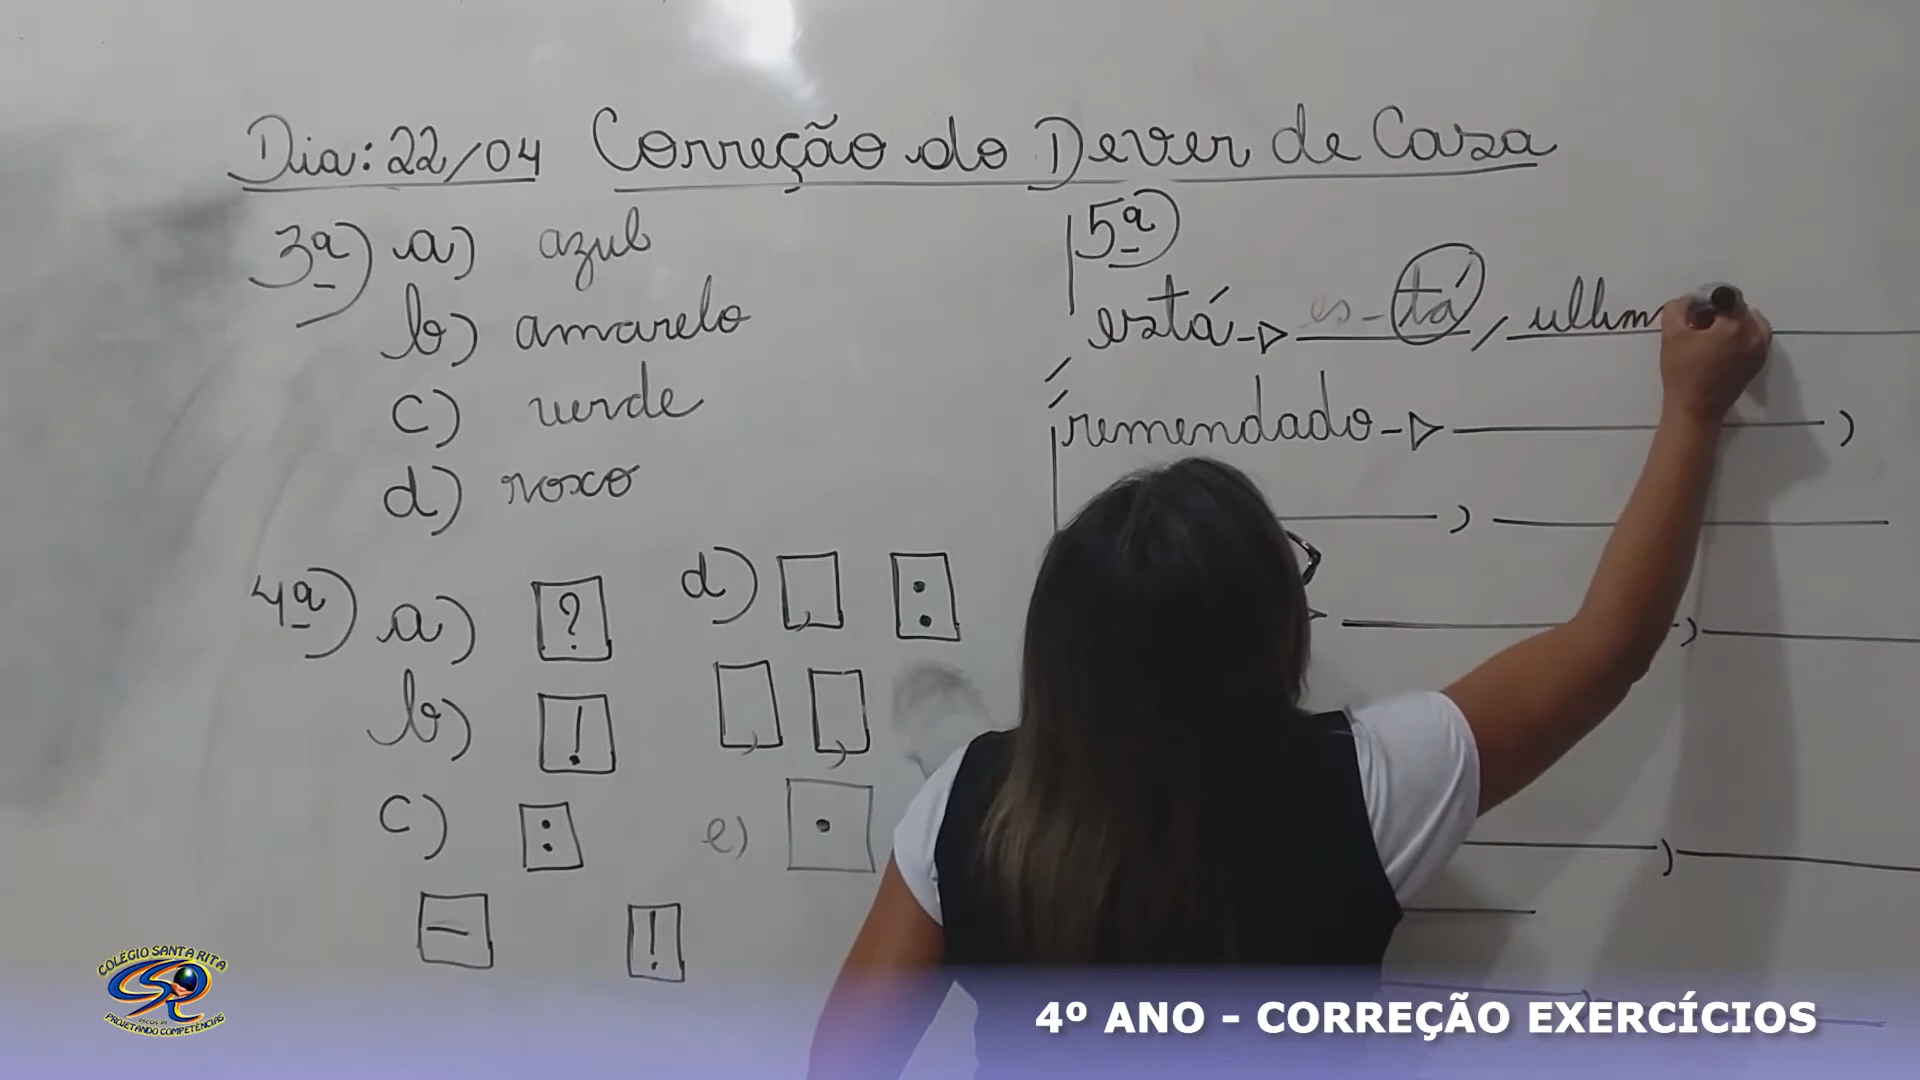 Dia: 22/04 Correção do Dever de Casa
3ª) a) azul
b) amarelo
c) verde
d) roxo
4ª) a) ?
b) !
c) :
— !
d) , :
, ,
e) .
5ª)
está → es-tá, ultim
remendado → ,
COLÉGIO SANTA RITA
PROJETANDO COMPETÊNCIAS
4º ANO - CORREÇÃO EXERCÍCIOS